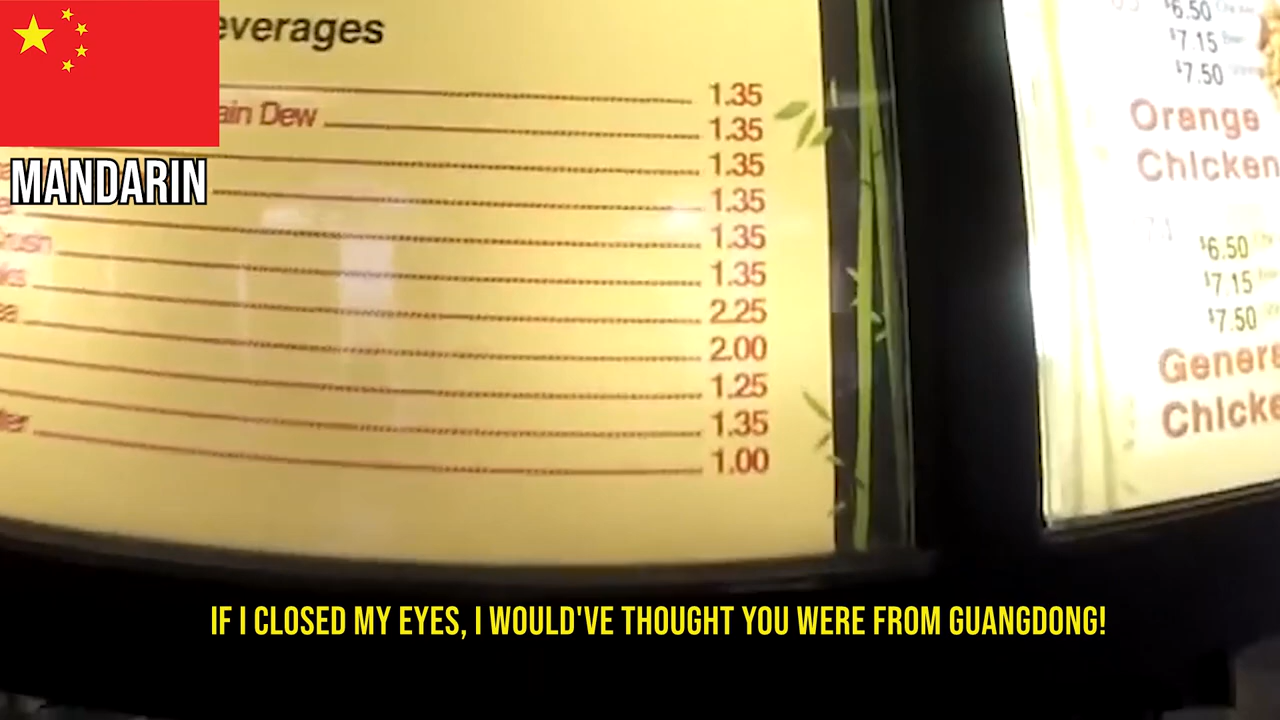 everages
1.35
ain Dew 1.35
1.35
1.35
rush 1.35
ks 1.35
2.25
2.00
1.25
1.35
1.00
$6.50
$7.15
$7.50
Orange
Chicken
$6.50
$7.15
$7.50
Genera
Chicke
MANDARIN
IF I CLOSED MY EYES, I WOULD'VE THOUGHT YOU WERE FROM GUANGDONG!